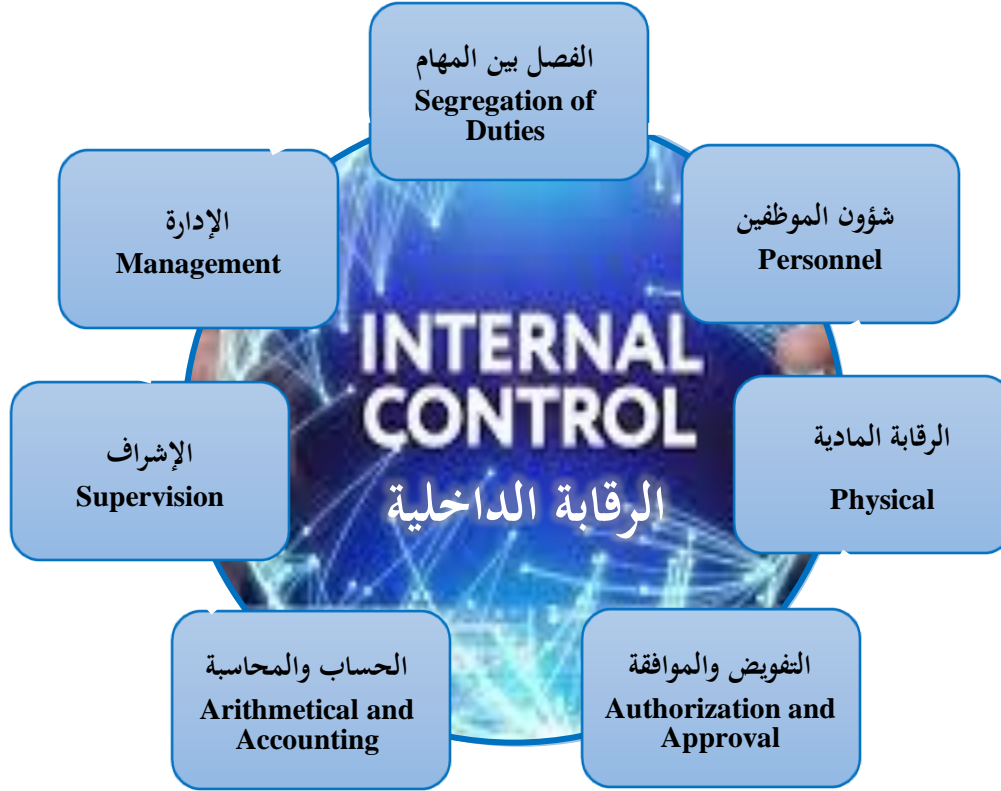 الفصل بين المهام
Segregation of
Duties
شؤون الموظفين
Personnel
الرقابة المادية
Physical
التفويض والموافقة
Authorization and
Approval
الحساب والمحاسبة
Arithmetical and
Accounting
الإشراف
Supervision
الإدارة
Management
INTERNAL
CONTROL
الرقابة الداخلية